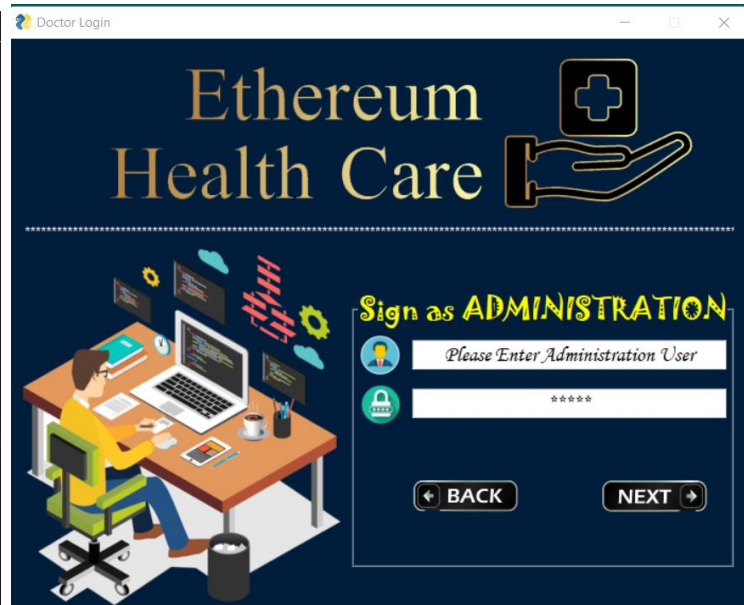 Doctor Login
Ethereum
Health Care
******************************************************************************************************************
Sign as ADMINISTRATION
Please Enter Administration User
*****
BACK
NEXT